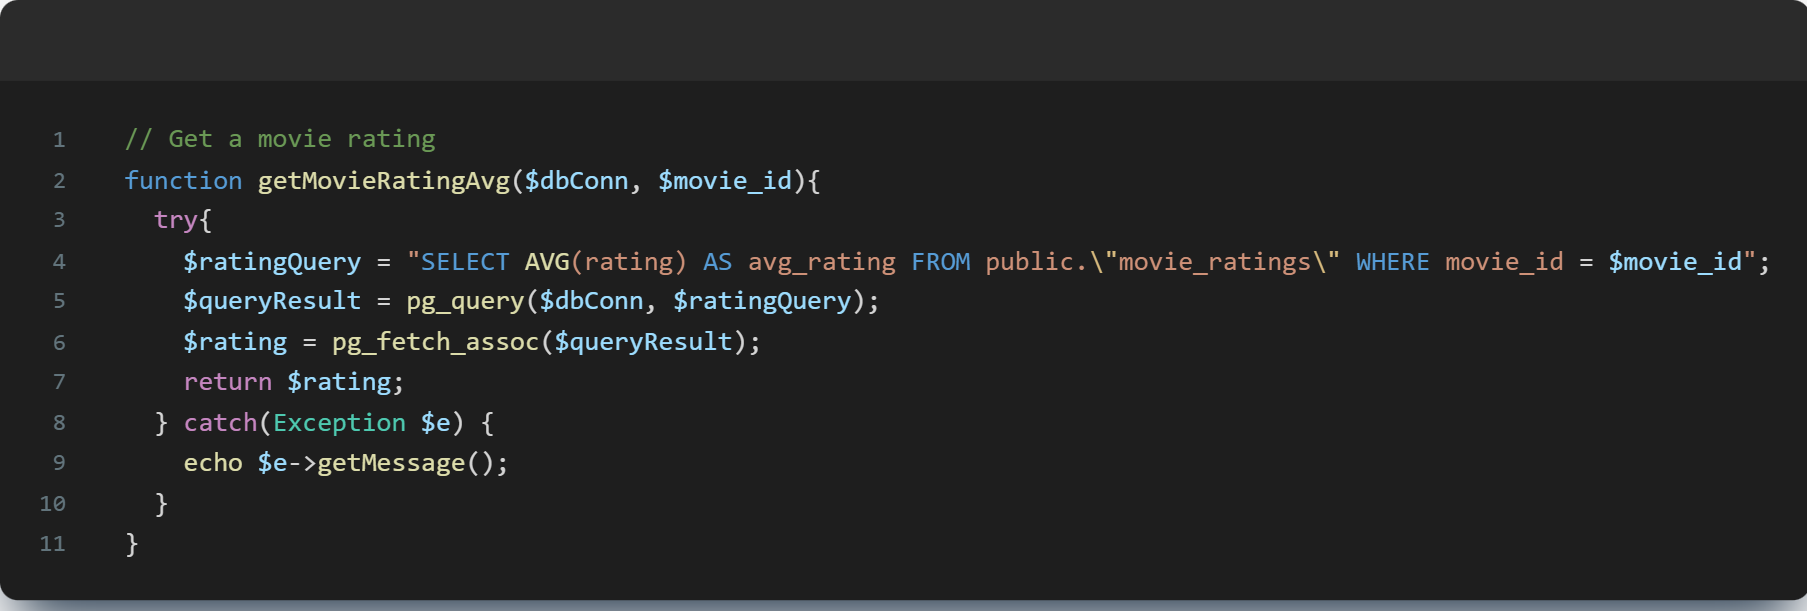 1 // Get a movie rating
2 function getMovieRatingAvg($dbConn, $movie_id){
3   try{
4     $ratingQuery = "SELECT AVG(rating) AS avg_rating FROM public.\"movie_ratings\" WHERE movie_id = $movie_id";
5     $queryResult = pg_query($dbConn, $ratingQuery);
6     $rating = pg_fetch_assoc($queryResult);
7     return $rating;
8   } catch(Exception $e) {
9     echo $e->getMessage();
10   }
11 }